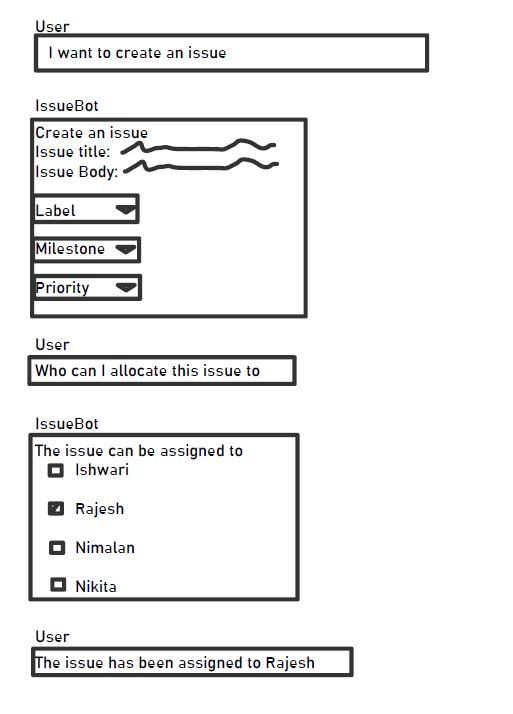 User
I want to create an issue
IssueBot
Create an issue
Issue title:
Issue Body:
Label
Milestone
Priority
User
Who can I allocate this issue to
IssueBot
The issue can be assigned to
Ishwari
Rajesh
Nimalan
Nikita
User
The issue has been assigned to Rajesh